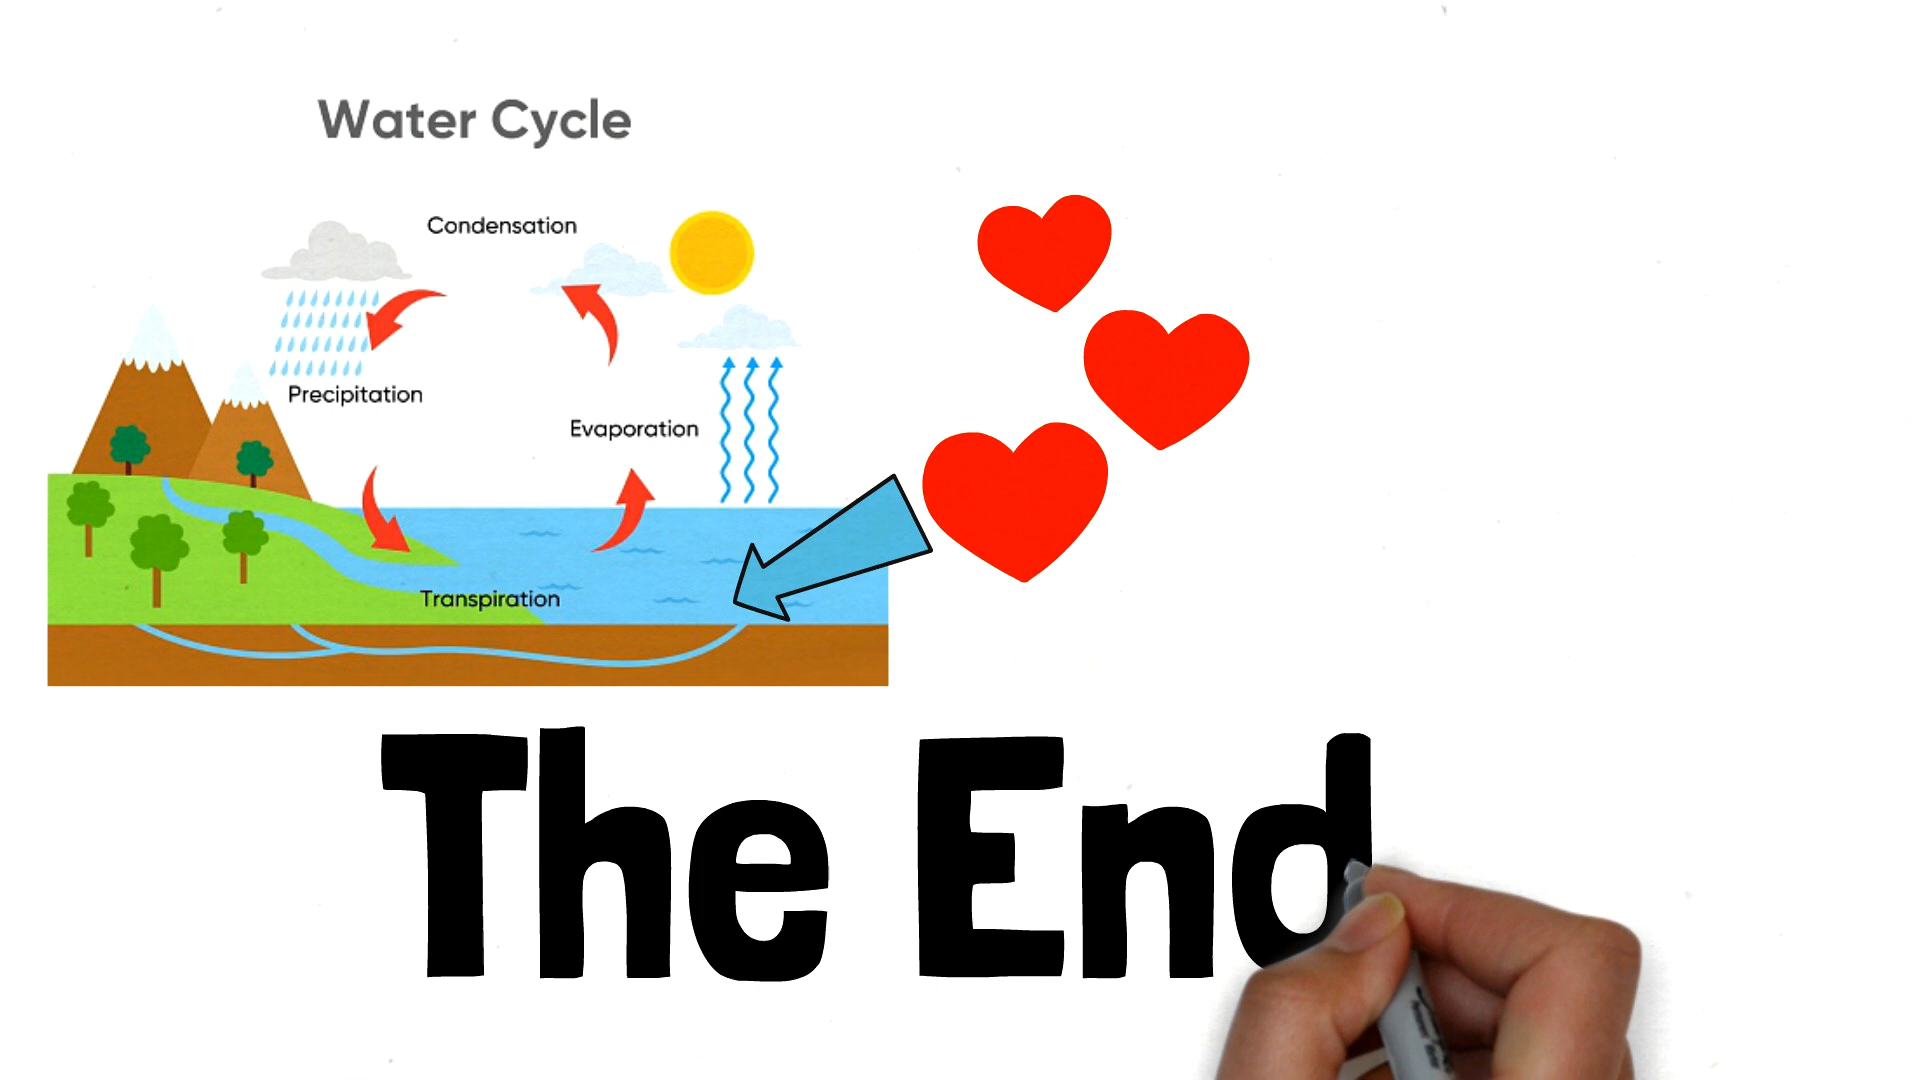 Water Cycle
Condensation
Precipitation
Evaporation
Transpiration
The End